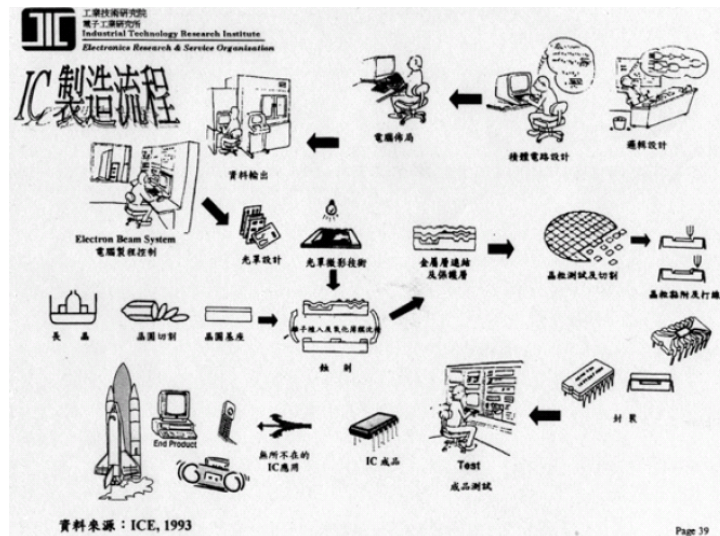 工業技術研究院
電子工業研究所
Industrial Technology Research Institute
Electronics Research & Service Organisation
IC 製造流程
邏輯設計
積體電路設計
電腦佈局
資料輸出
Electron Beam System
電腦製程控制
光罩設計
光罩微影技術
金屬層連結
及保護層
晶粒測試及切割
晶粒黏附及打線
長 晶
晶圓切割
晶圓基座
離子植入及氧化層擴沈積
蝕 刻
封 裝
Test
成品測試
IC 成品
無所不在的
IC應用
End Product
資料來源：ICE, 1993
Page 39